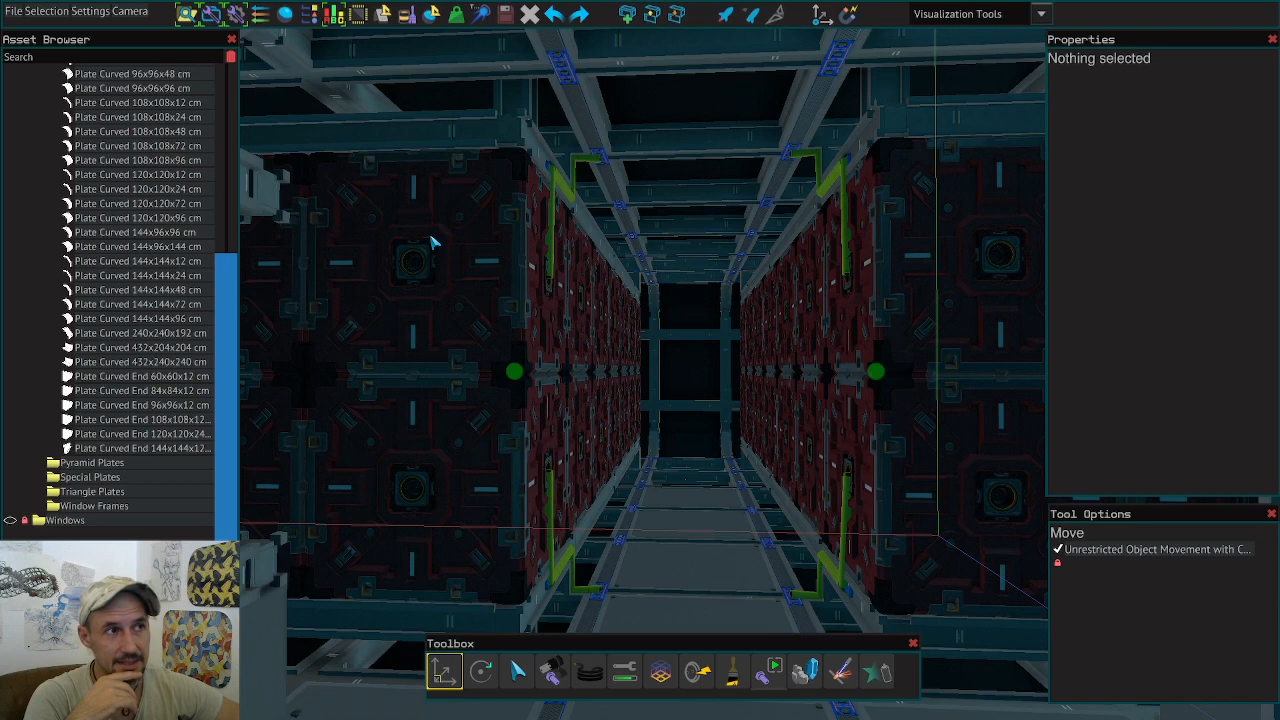 File Selection Settings Camera
Visualization Tools
Asset Browser
Search
Plate Curved 96x96x48 cm
Plate Curved 96x96x96 cm
Plate Curved 108x108x12 cm
Plate Curved 108x108x24 cm
Plate Curved 108x108x48 cm
Plate Curved 108x108x72 cm
Plate Curved 108x108x96 cm
Plate Curved 120x120x12 cm
Plate Curved 120x120x24 cm
Plate Curved 120x120x72 cm
Plate Curved 120x120x96 cm
Plate Curved 144x96x96 cm
Plate Curved 144x96x144 cm
Plate Curved 144x144x12 cm
Plate Curved 144x144x24 cm
Plate Curved 144x144x48 cm
Plate Curved 144x144x72 cm
Plate Curved 144x144x96 cm
Plate Curved 240x240x192 cm
Plate Curved 432x204x204 cm
Plate Curved 432x240x240 cm
Plate Curved End 60x60x12 cm
Plate Curved End 84x84x12 cm
Plate Curved End 96x96x12 cm
Plate Curved End 108x108x12...
Plate Curved End 120x120x24...
Plate Curved End 144x144x12...
Pyramid Plates
Special Plates
Triangle Plates
Window Frames
Windows
Properties
Nothing selected
Tool Options
Move
Unrestricted Object Movement with C...
Toolbox